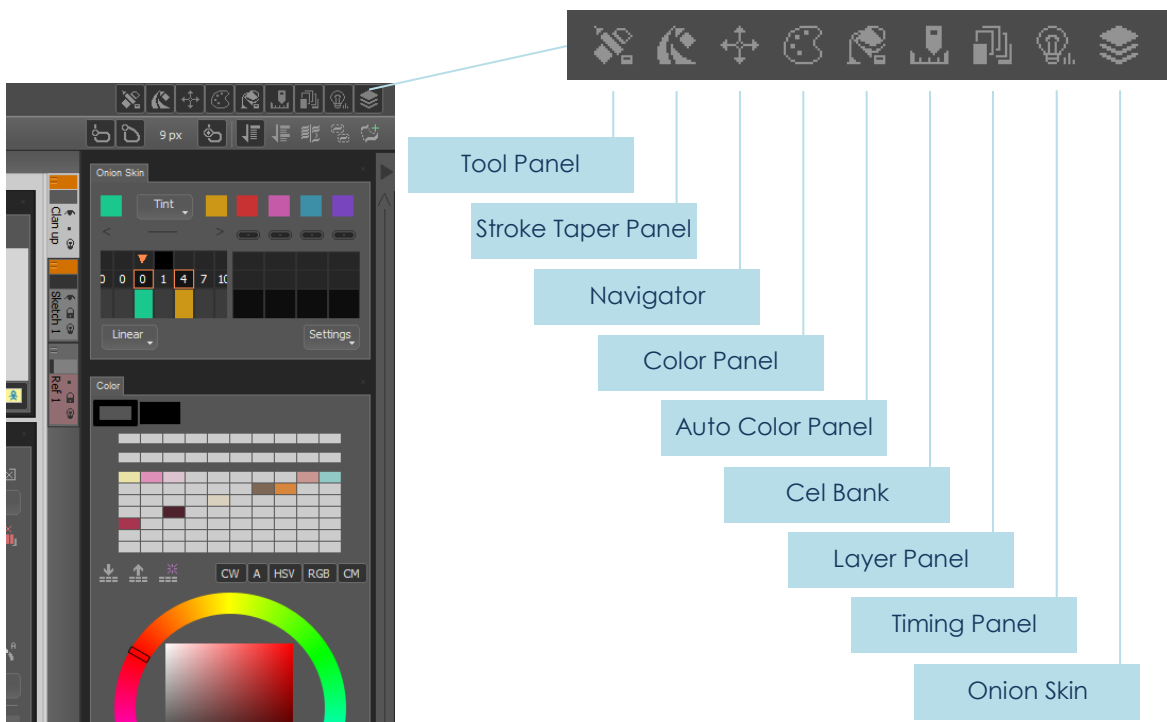 9 px
Onion Skin
Tint
< >
0 0 0 1 4 7 10
Linear Settings
Clan up
Sketch 1
Ref 1
Color
CW A HSV RGB CM
A
Tool Panel
Stroke Taper Panel
Navigator
Color Panel
Auto Color Panel
Cel Bank
Layer Panel
Timing Panel
Onion Skin